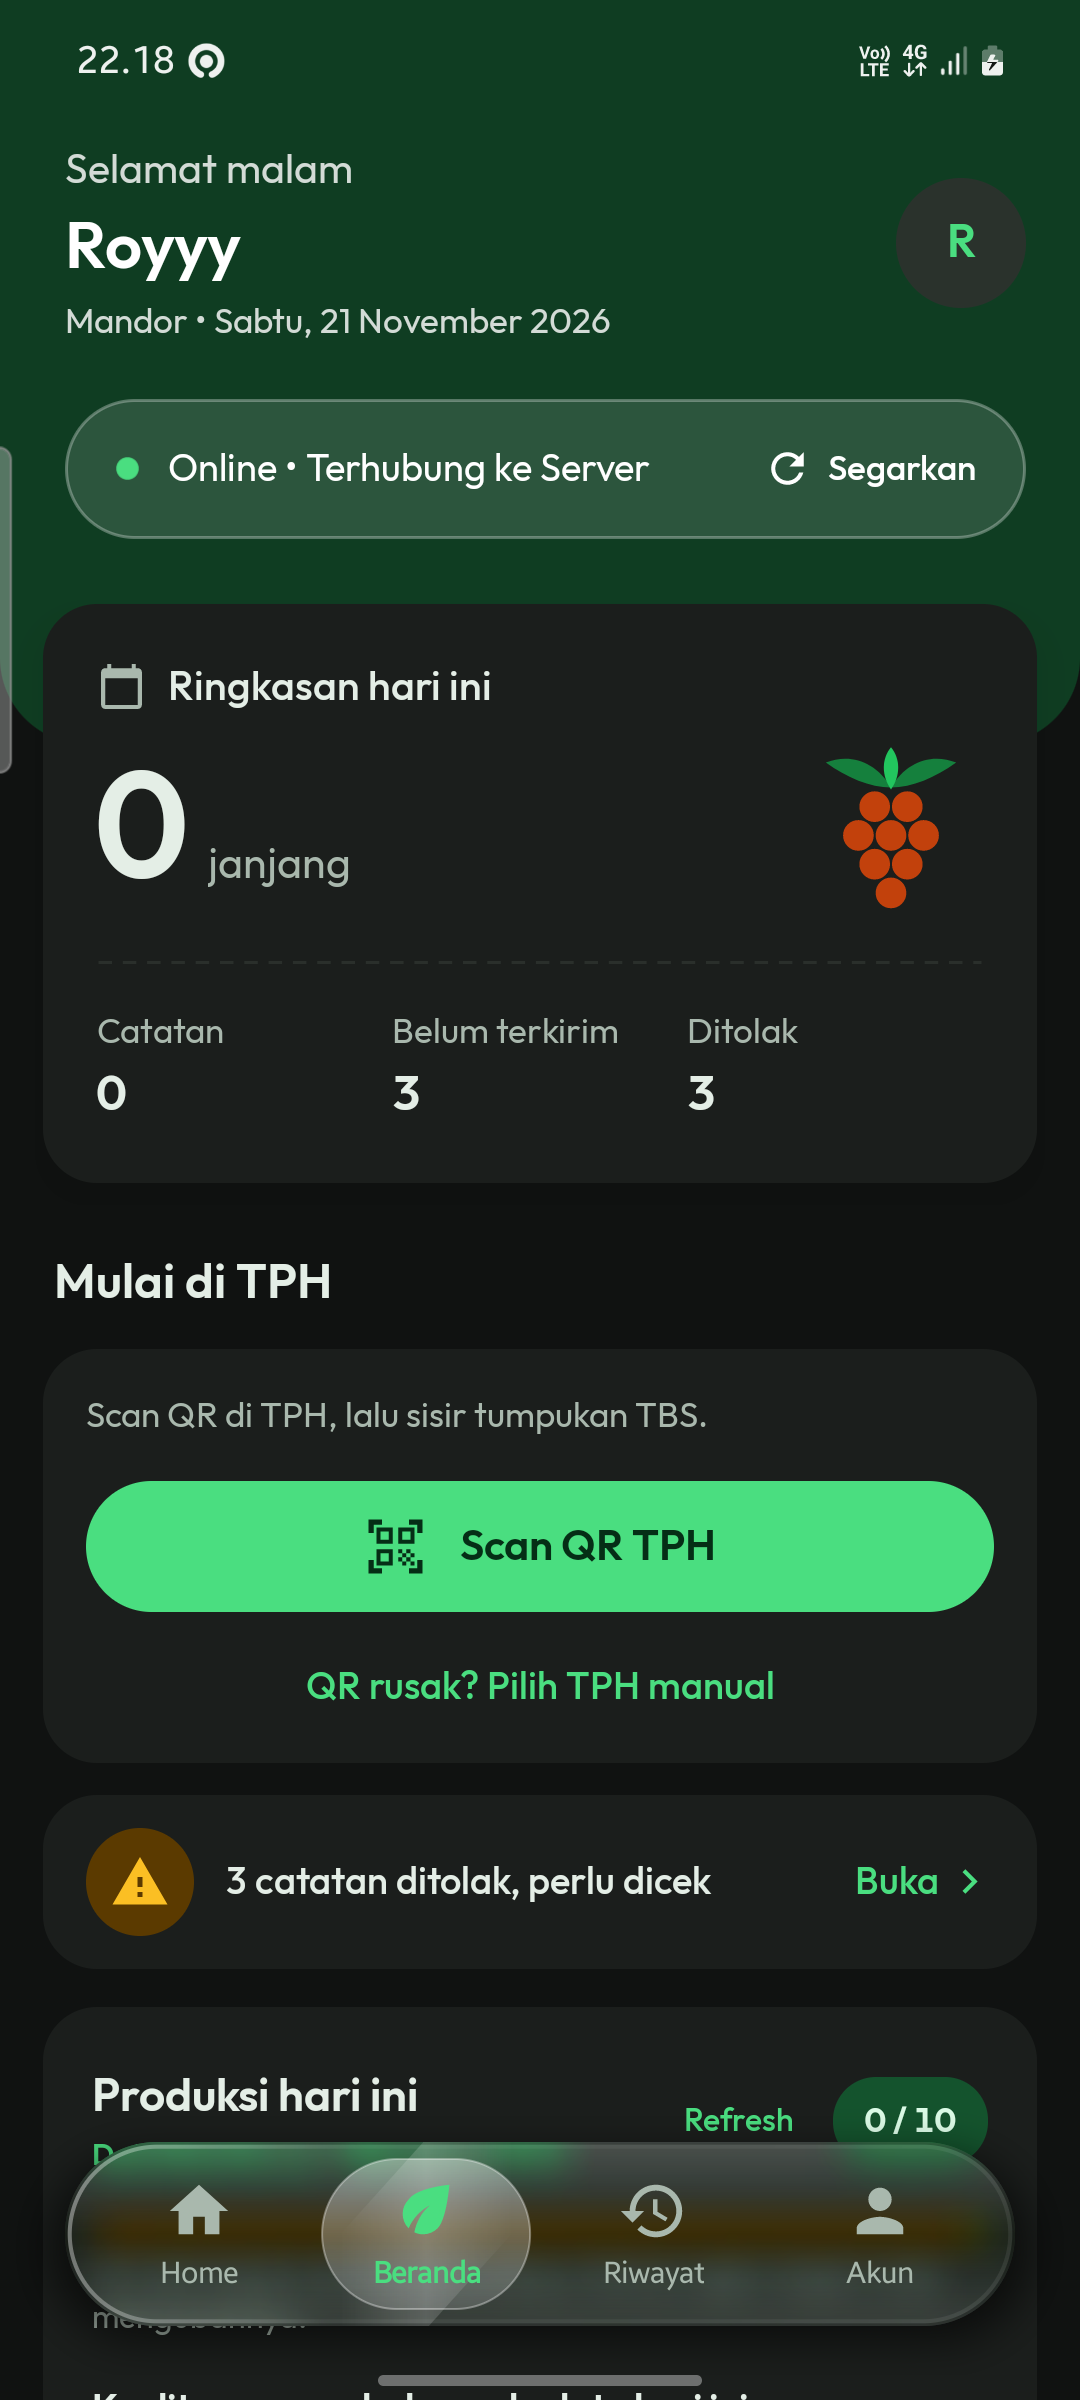 22.18
Vo)) LTE 4G
Selamat malam
Royyy
R
Mandor • Sabtu, 21 November 2026
Online • Terhubung ke Server
Segarkan
Ringkasan hari ini
0 janjang
Catatan
Belum terkirim
Ditolak
0
3
3
Mulai di TPH
Scan QR di TPH, lalu sisir tumpukan TBS.
Scan QR TPH
QR rusak? Pilih TPH manual
3 catatan ditolak, perlu dicek
Buka
Produksi hari ini
Refresh
0 / 10
Home
Beranda
Riwayat
Akun